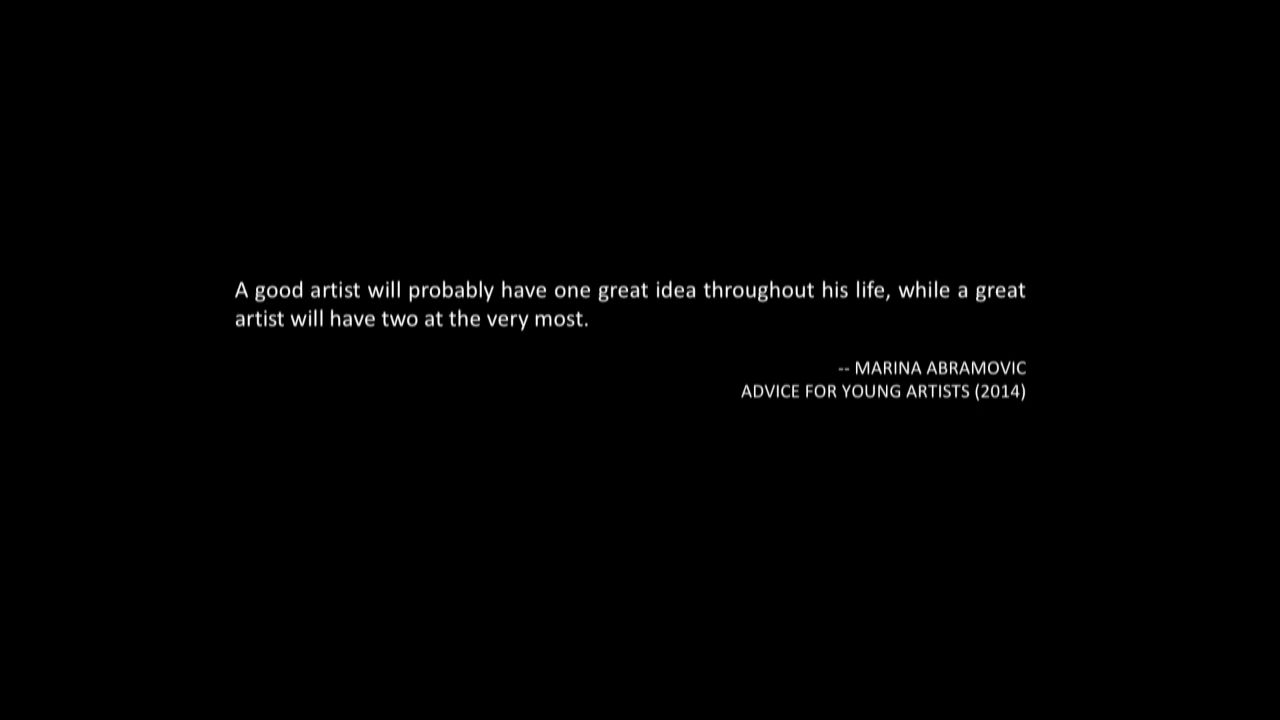 A good artist will probably have one great idea throughout his life, while a great
artist will have two at the very most.
-- MARINA ABRAMOVIC
ADVICE FOR YOUNG ARTISTS (2014)